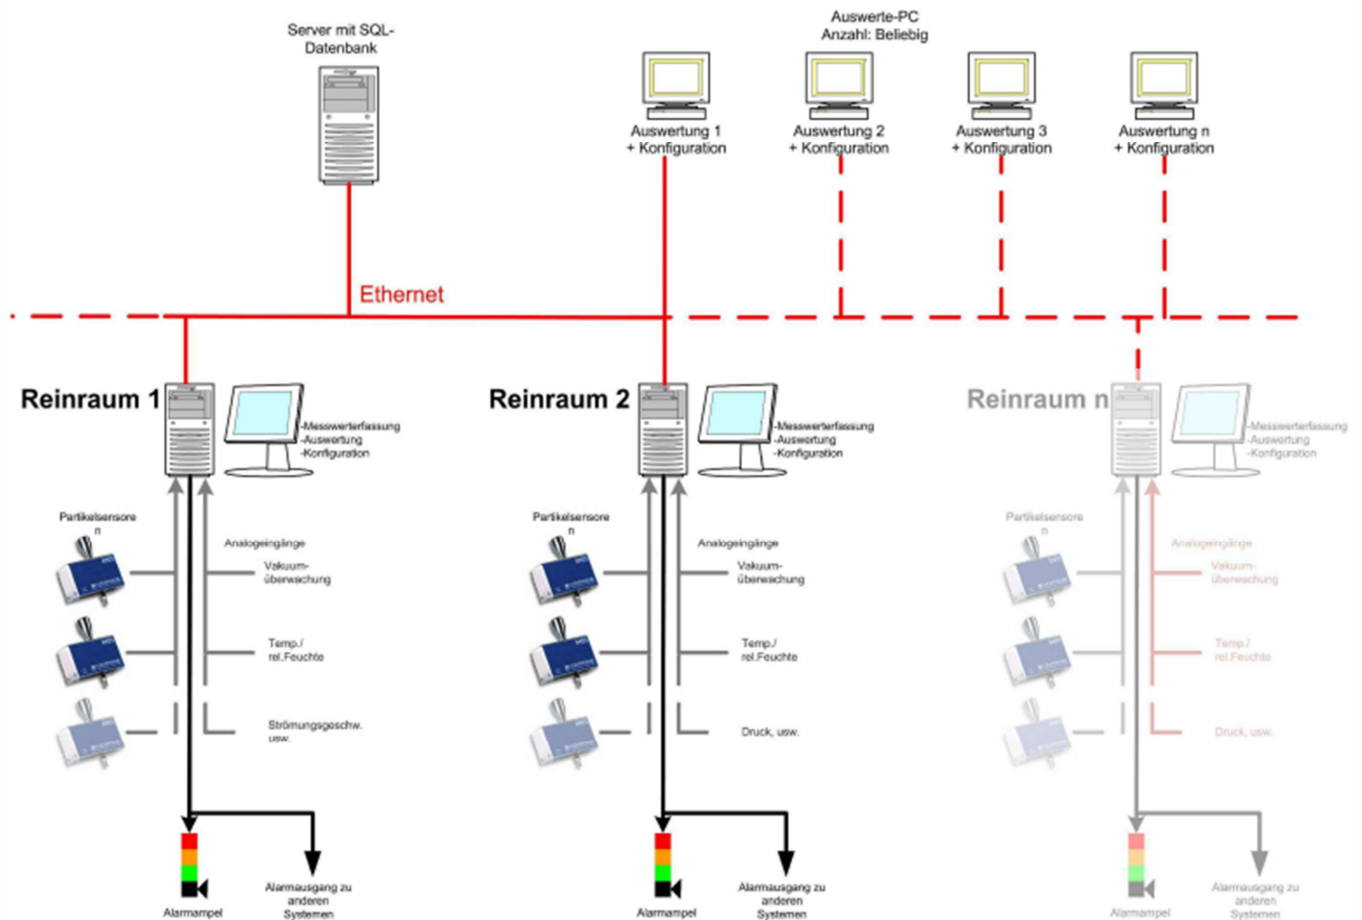 Server mit SQL-
Datenbank
Auswerte-PC
Anzahl: Beliebig
Auswertung 1
+ Konfiguration
Auswertung 2
+ Konfiguration
Auswertung 3
+ Konfiguration
Auswertung n
+ Konfiguration
Ethernet
Reinraum 1
-Messwerterfassung
-Auswertung
-Konfiguration
Partikelsensore
n
Analogeingänge
Vakuum-
überwachung
Temp./
rel.Feuchte
Strömungsgeschw.
usw.
Alarmampel
Alarmausgang zu
anderen
Systemen
Reinraum 2
-Messwerterfassung
-Auswertung
-Konfiguration
Partikelsensore
n
Analogeingänge
Vakuum-
überwachung
Temp./
rel.Feuchte
Druck, usw.
Alarmampel
Alarmausgang zu
anderen
Systemen
Reinraum n
-Messwerterfassung
-Auswertung
-Konfiguration
Partikelsensore
n
Analogeingänge
Vakuum-
überwachung
Temp./
rel.Feuchte
Druck, usw.
Alarmampel
Alarmausgang zu
anderen
Systemen